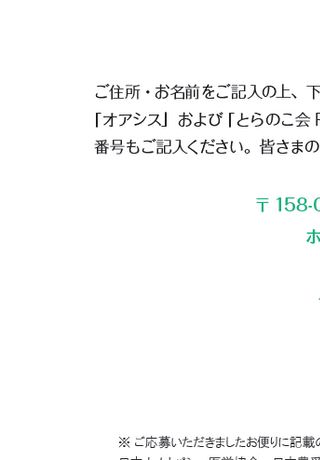 ご住所・お名前をご記入の上、下
「オアシス」および「とらのこ会
番号もご記入ください。皆さまの
〒158-
ホ
※ご応募いただきましたお便りに記載